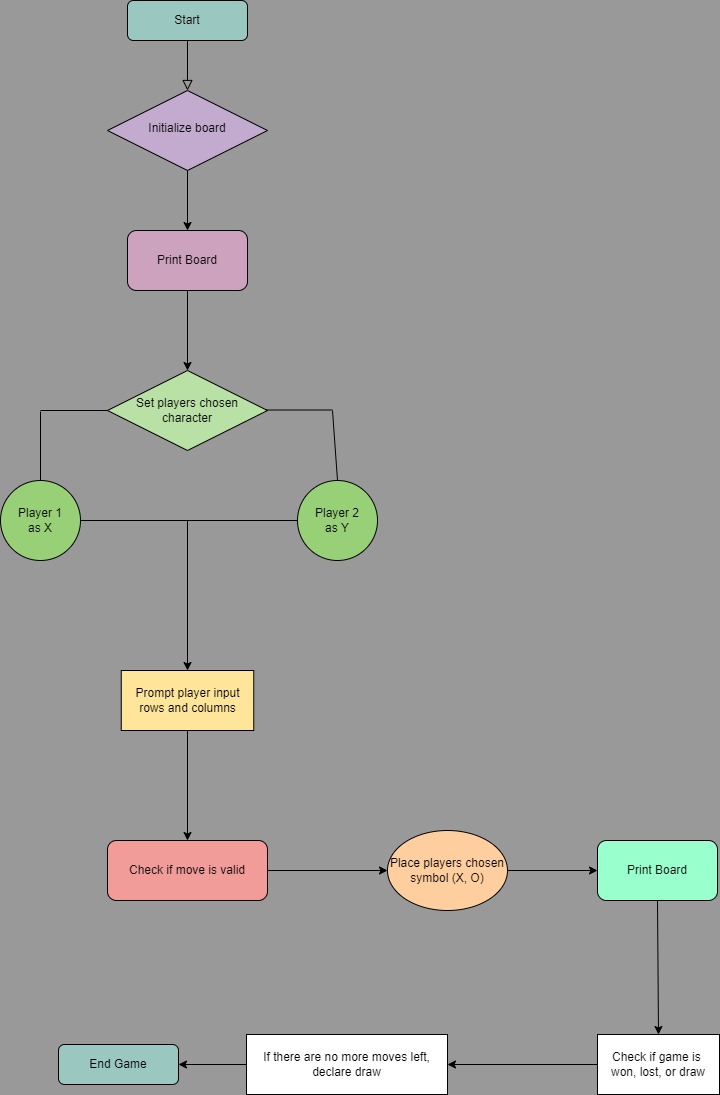 Start
Initialize board
Print Board
Set players chosen
character
Player 1
as X
Player 2
as Y
Prompt player input
rows and columns
Check if move is valid
Place players chosen
symbol (X, O)
Print Board
Check if game is
won, lost, or draw
If there are no more moves left,
declare draw
End Game